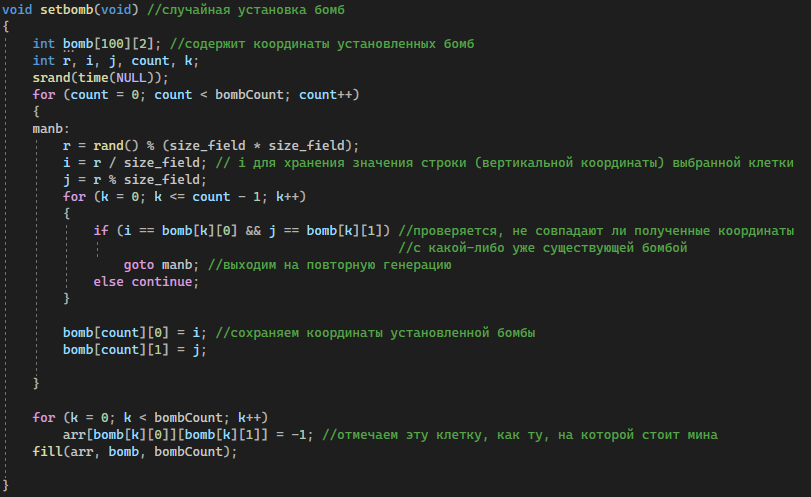 void setbomb(void) //случайная установка бомб
{
int bomb[100][2]; //содержит координаты установленных бомб
int r, i, j, count, k;
srand(time(NULL));
for (count = 0; count < bombCount; count++)
{
manb:
r = rand() % (size_field * size_field);
i = r / size_field; // i для хранения значения строки (вертикальной координаты) выбранной клетки
j = r % size_field;
for (k = 0; k <= count - 1; k++)
{
if (i == bomb[k][0] && j == bomb[k][1]) //проверяется, не совпадают ли полученные координаты
//с какой-либо уже существующей бомбой
goto manb; //выходим на повторную генерацию
else continue;
}
bomb[count][0] = i; //сохраняем координаты установленной бомбы
bomb[count][1] = j;
}
for (k = 0; k < bombCount; k++)
arr[bomb[k][0]][bomb[k][1]] = -1; //отмечаем эту клетку, как ту, на которой стоит мина
fill(arr, bomb, bombCount);
}